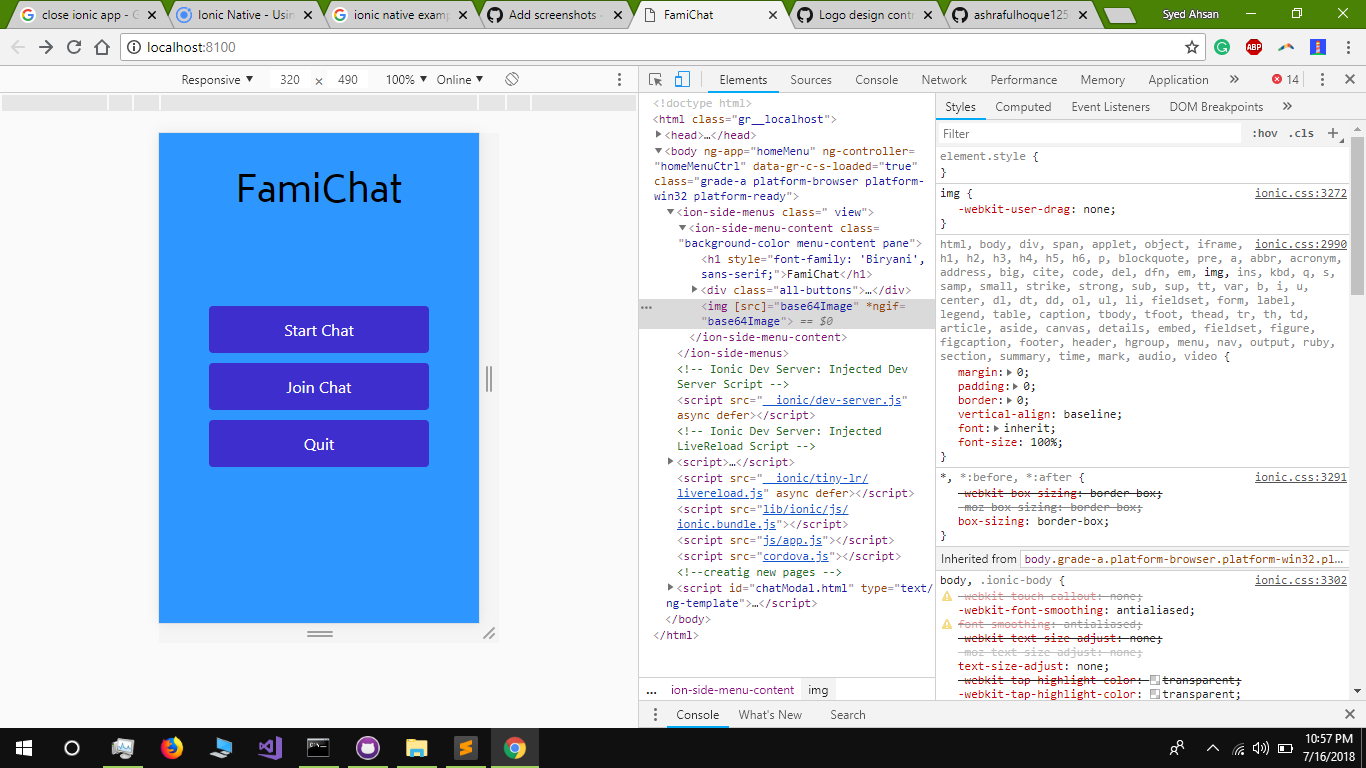 close ionic app - G
Ionic Native - Usin
ionic native examp
Add screenshots -
FamiChat
Logo design contr
ashrafulhoque125
Syed Ahsan
localhost:8100
ABP
Responsive ▼ 320 × 490 100% ▼ Online ▼
Elements Sources Console Network Performance Memory Application » 14
FamiChat
Start Chat
Join Chat
Quit
<!doctype html>
<html class="gr__localhost">
<head>…</head>
<body ng-app="homeMenu" ng-controller=
"homeMenuCtrl" data-gr-c-s-loaded="true"
class="grade-a platform-browser platform-
win32 platform-ready">
<ion-side-menus class=" view">
<ion-side-menu-content class=
"background-color menu-content pane">
<h1 style="font-family: 'Biryani',
sans-serif;">FamiChat</h1>
<div class="all-buttons">…</div>
<img [src]="base64Image" *ngif=
"base64Image"> == $0
</ion-side-menu-content>
</ion-side-menus>
<!-- Ionic Dev Server: Injected Dev
Server Script -->
<script src="__ionic/dev-server.js"
async defer></script>
<!-- Ionic Dev Server: Injected
LiveReload Script -->
<script>…</script>
<script src="__ionic/tiny-lr/
livereload.js" async defer></script>
<script src="lib/ionic/js/
ionic.bundle.js"></script>
<script src="js/app.js"></script>
<script src="cordova.js"></script>
<!--creatig new pages -->
<script id="chatModal.html" type="text/
ng-template">…</script>
</body>
</html>
... ion-side-menu-content img
Styles Computed Event Listeners DOM Breakpoints »
Filter :hov .cls +
element.style {
}
img { ionic.css:3272
-webkit-user-drag: none;
}
html, body, div, span, applet, object, iframe, ionic.css:2990
h1, h2, h3, h4, h5, h6, p, blockquote, pre, a, abbr, acronym,
address, big, cite, code, del, dfn, em, img, ins, kbd, q, s,
samp, small, strike, strong, sub, sup, tt, var, b, i, u,
center, dl, dt, dd, ol, ul, li, fieldset, form, label,
legend, table, caption, tbody, tfoot, thead, tr, th, td,
article, aside, canvas, details, embed, fieldset, figure,
figcaption, footer, header, hgroup, menu, nav, output, ruby,
section, summary, time, mark, audio, video {
margin: 0;
padding: 0;
border: 0;
vertical-align: baseline;
font: inherit;
font-size: 100%;
}
*, *:before, *:after { ionic.css:3291
-webkit-box-sizing: border-box;
-moz-box-sizing: border-box;
box-sizing: border-box;
}
Inherited from body.grade-a.platform-browser.platform-win32.pl…
body, .ionic-body { ionic.css:3302
-webkit-touch-callout: none;
-webkit-font-smoothing: antialiased;
font-smoothing: antialiased;
-webkit-text-size-adjust: none;
-moz-text-size-adjust: none;
text-size-adjust: none;
-webkit-tap-highlight-color: transparent;
-webkit-tap-highlight-color: transparent;
Console What's New Search
10:57 PM
7/16/2018